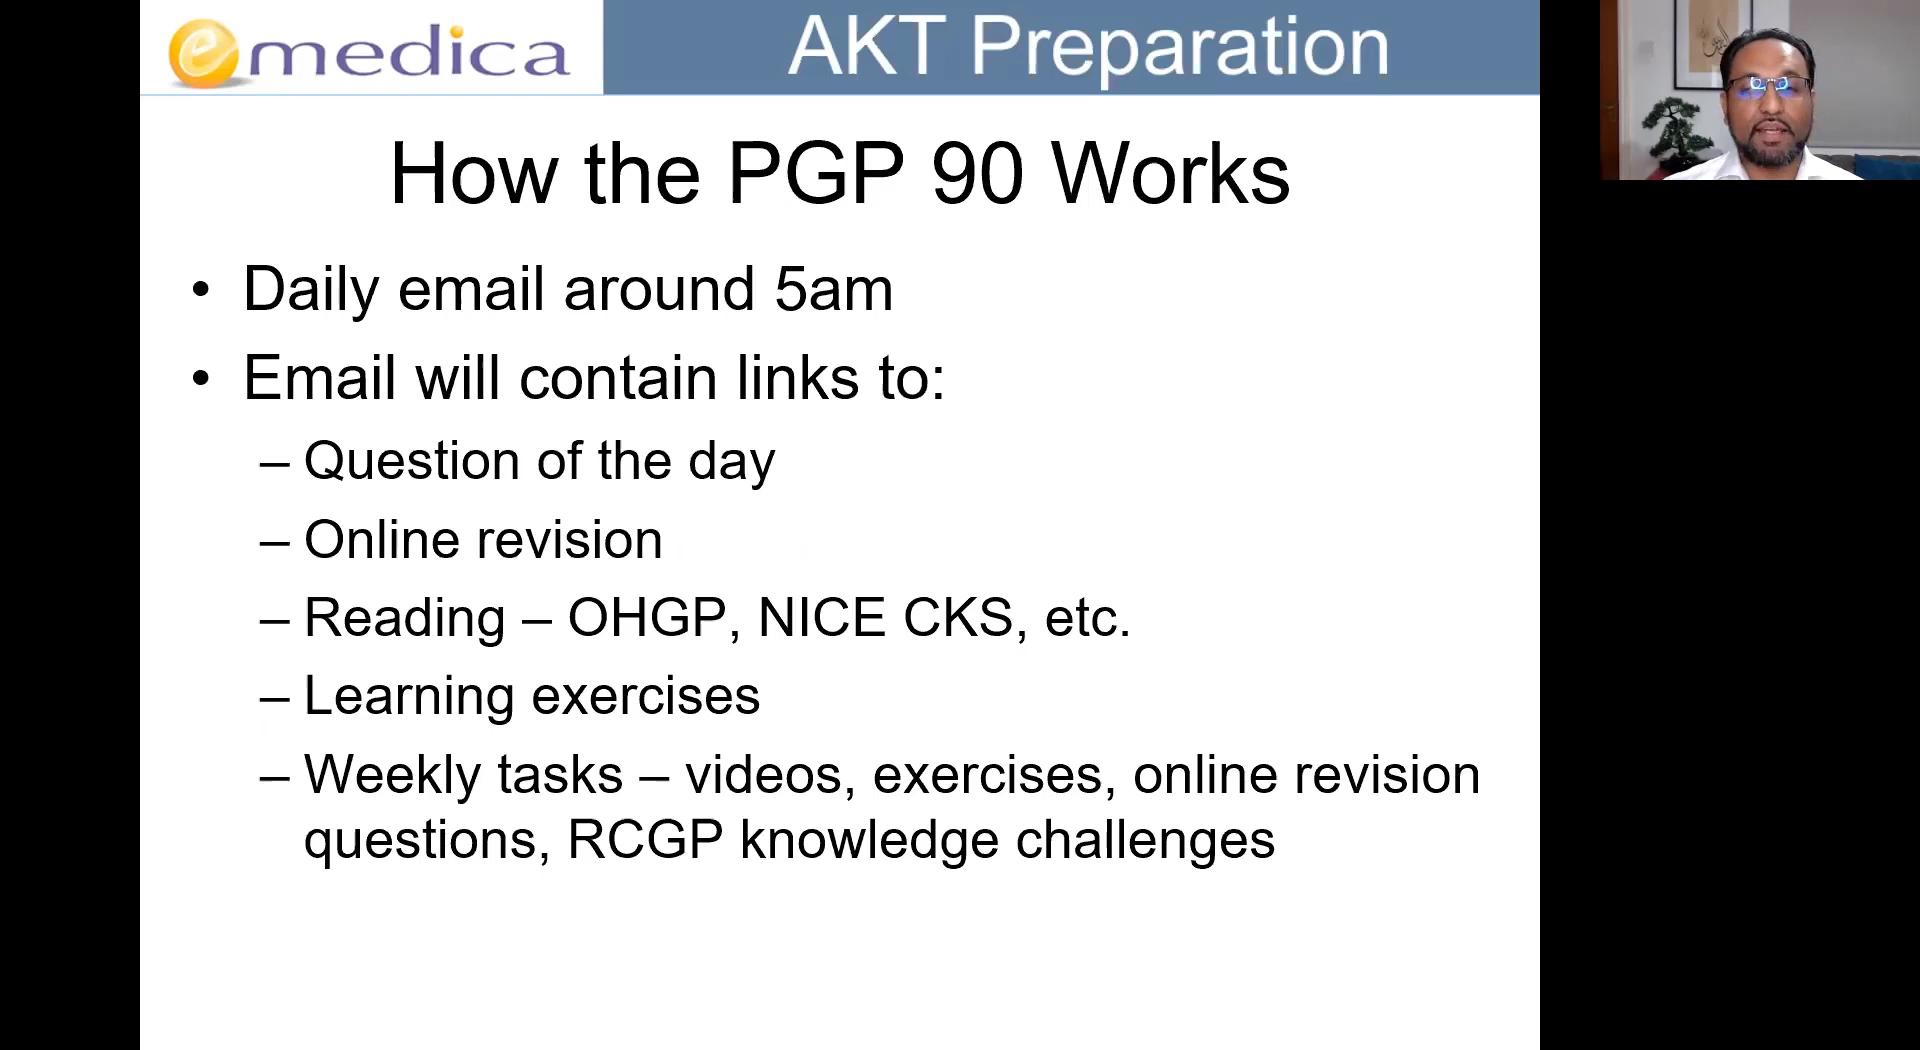 emedica
AKT Preparation
How the PGP 90 Works
• Daily email around 5am
• Email will contain links to:
– Question of the day
– Online revision
– Reading – OHGP, NICE CKS, etc.
– Learning exercises
– Weekly tasks – videos, exercises, online revision
questions, RCGP knowledge challenges